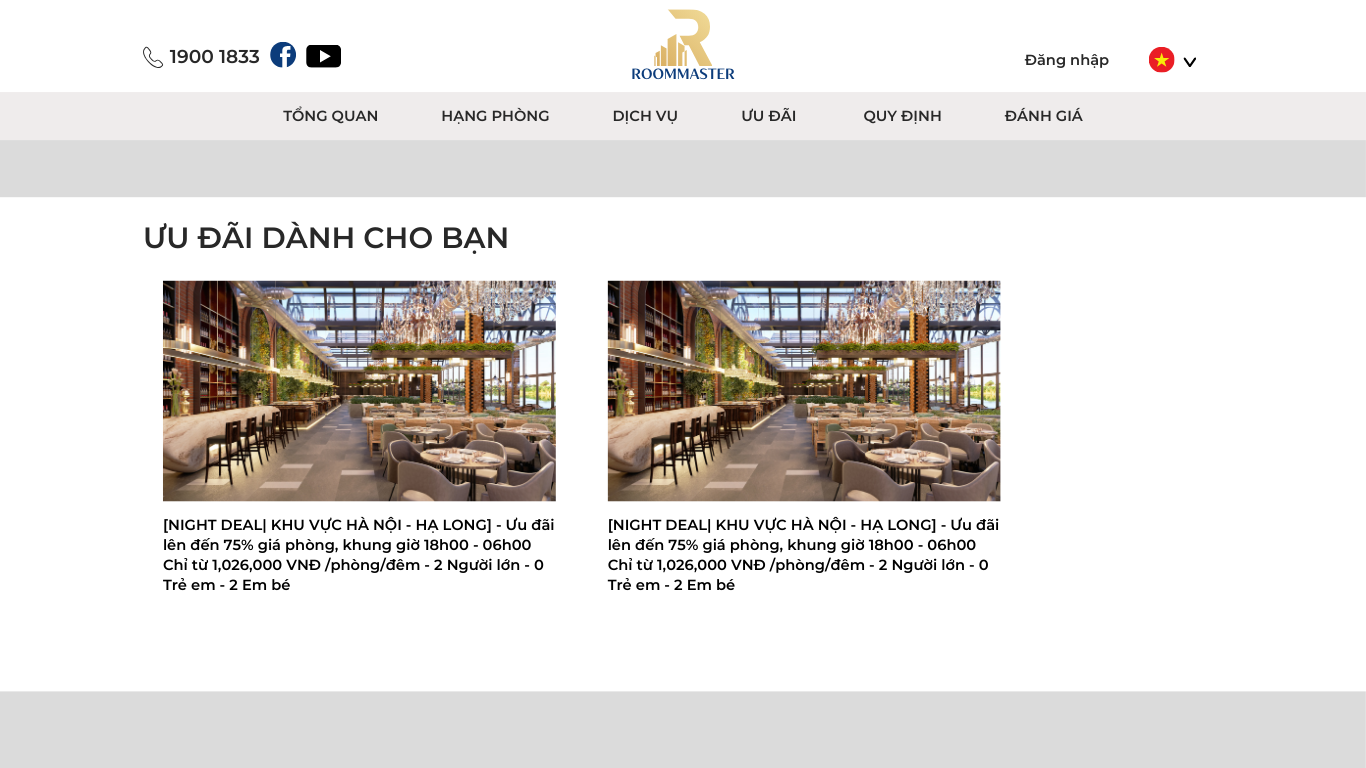 1900 1833
ROOMMASTER
Đăng nhập
TỔNG QUAN
HẠNG PHÒNG
DỊCH VỤ
ƯU ĐÃI
QUY ĐỊNH
ĐÁNH GIÁ
ƯU ĐÃI DÀNH CHO BẠN
[NIGHT DEAL| KHU VỰC HÀ NỘI - HẠ LONG] - Ưu đãi
lên đến 75% giá phòng, khung giờ 18h00 - 06h00
Chỉ từ 1,026,000 VNĐ /phòng/đêm - 2 Người lớn - 0
Trẻ em - 2 Em bé
[NIGHT DEAL| KHU VỰC HÀ NỘI - HẠ LONG] - Ưu đãi
lên đến 75% giá phòng, khung giờ 18h00 - 06h00
Chỉ từ 1,026,000 VNĐ /phòng/đêm - 2 Người lớn - 0
Trẻ em - 2 Em bé